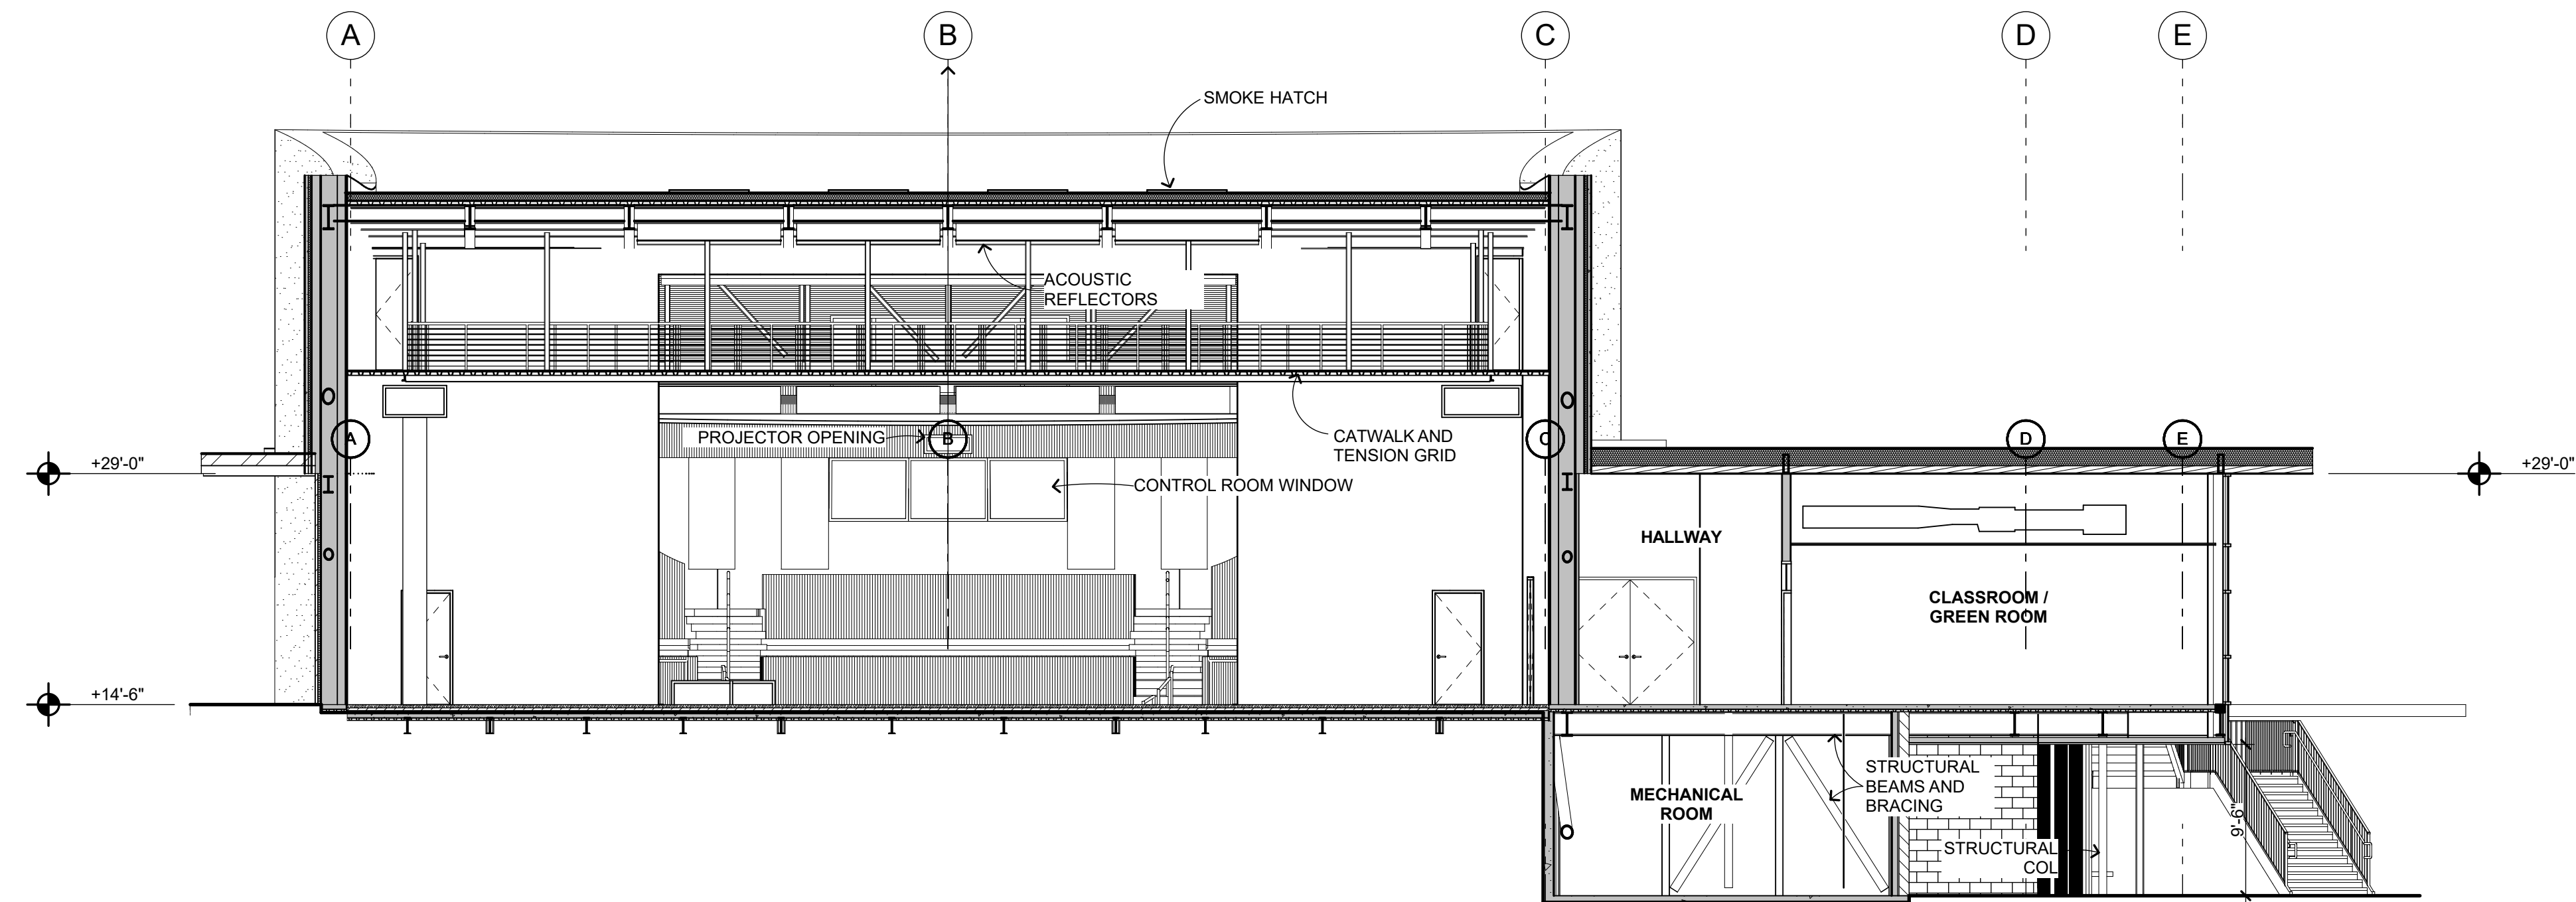 A
B
C
D
E
SMOKE HATCH
ACOUSTIC
REFLECTORS
PROJECTOR OPENING
A
B
C
D
E
CATWALK AND
TENSION GRID
+29'-0"
+29'-0"
CONTROL ROOM WINDOW
HALLWAY
CLASSROOM /
GREEN ROOM
+14'-6"
STRUCTURAL
BEAMS AND
BRACING
MECHANICAL
ROOM
9'-6"
STRUCTURAL
COL